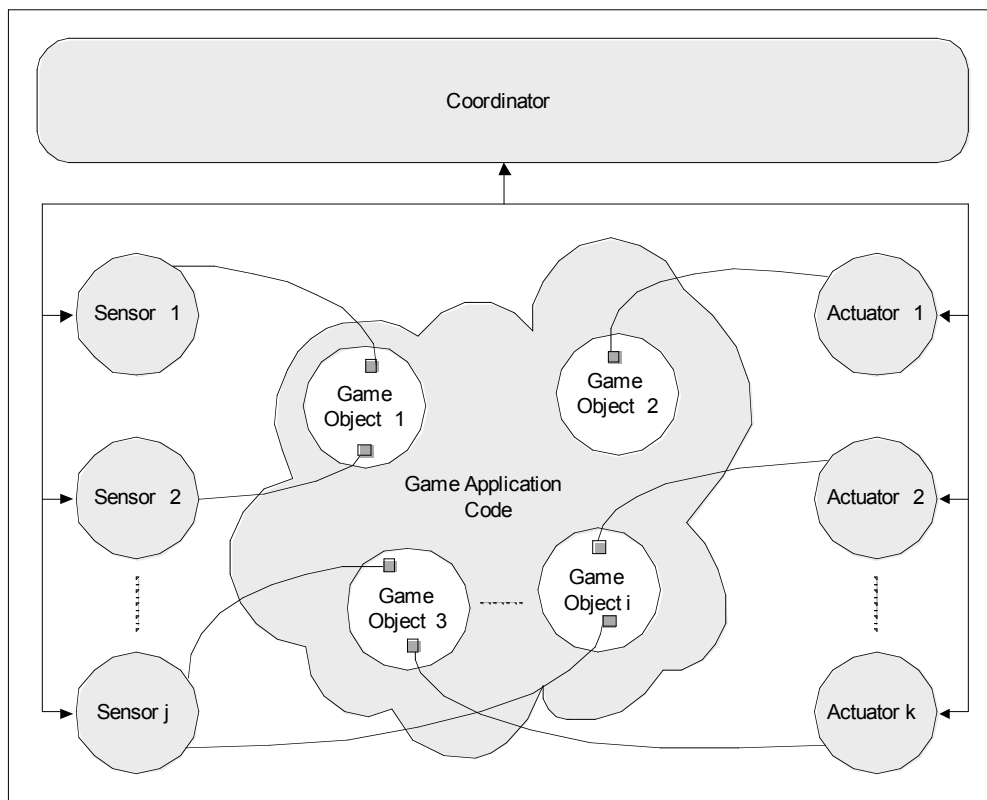 Coordinator
Sensor 1
Actuator 1
Game
Object 1
Game
Object 2
Sensor 2
Game Application
Code
Actuator 2
Game
Object 3
Game
Object i
Sensor j
Actuator k